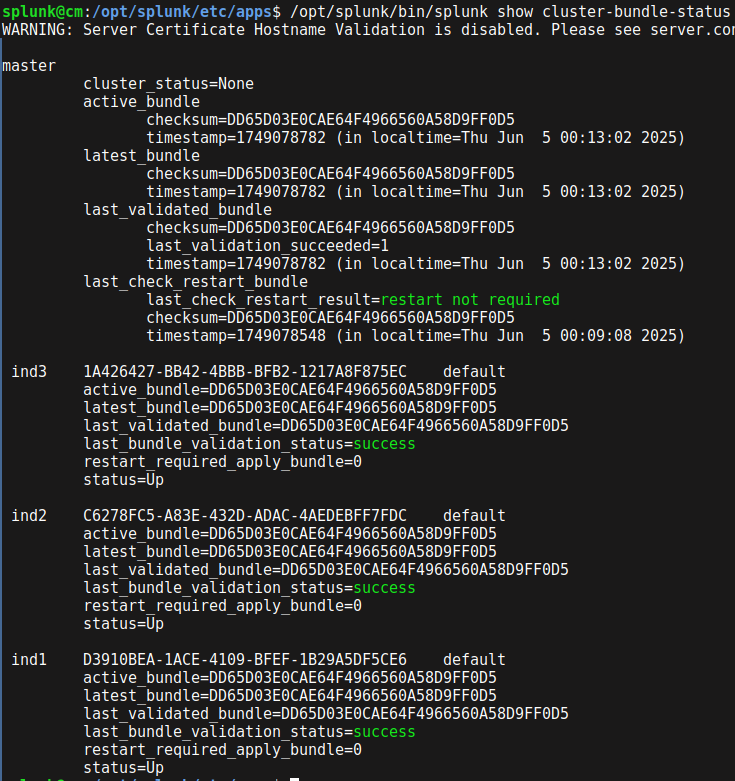 splunk@cm:/opt/splunk/etc/apps$ /opt/splunk/bin/splunk show cluster-bundle-status
WARNING: Server Certificate Hostname Validation is disabled. Please see server.con
master
cluster_status=None
active_bundle
checksum=DD65D03E0CAE64F4966560A58D9FF0D5
timestamp=1749078782 (in localtime=Thu Jun  5 00:13:02 2025)
latest_bundle
checksum=DD65D03E0CAE64F4966560A58D9FF0D5
timestamp=1749078782 (in localtime=Thu Jun  5 00:13:02 2025)
last_validated_bundle
checksum=DD65D03E0CAE64F4966560A58D9FF0D5
last_validation_succeeded=1
timestamp=1749078782 (in localtime=Thu Jun  5 00:13:02 2025)
last_check_restart_bundle
last_check_restart_result=restart not required
checksum=DD65D03E0CAE64F4966560A58D9FF0D5
timestamp=1749078548 (in localtime=Thu Jun  5 00:09:08 2025)
ind3 1A426427-BB42-4BBB-BFB2-1217A8F875EC default
active_bundle=DD65D03E0CAE64F4966560A58D9FF0D5
latest_bundle=DD65D03E0CAE64F4966560A58D9FF0D5
last_validated_bundle=DD65D03E0CAE64F4966560A58D9FF0D5
last_bundle_validation_status=success
restart_required_apply_bundle=0
status=Up
ind2 C6278FC5-A83E-432D-ADAC-4AEDEBFF7FDC default
active_bundle=DD65D03E0CAE64F4966560A58D9FF0D5
latest_bundle=DD65D03E0CAE64F4966560A58D9FF0D5
last_validated_bundle=DD65D03E0CAE64F4966560A58D9FF0D5
last_bundle_validation_status=success
restart_required_apply_bundle=0
status=Up
ind1 D3910BEA-1ACE-4109-BFEF-1B29A5DF5CE6 default
active_bundle=DD65D03E0CAE64F4966560A58D9FF0D5
latest_bundle=DD65D03E0CAE64F4966560A58D9FF0D5
last_validated_bundle=DD65D03E0CAE64F4966560A58D9FF0D5
last_bundle_validation_status=success
restart_required_apply_bundle=0
status=Up